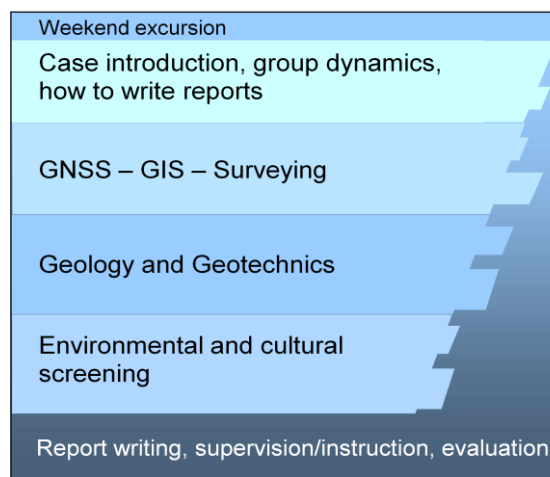 Weekend excursion
Case introduction, group dynamics,
how to write reports
GNSS – GIS – Surveying
Geology and Geotechnics
Environmental and cultural
screening
Report writing, supervision/instruction, evaluation